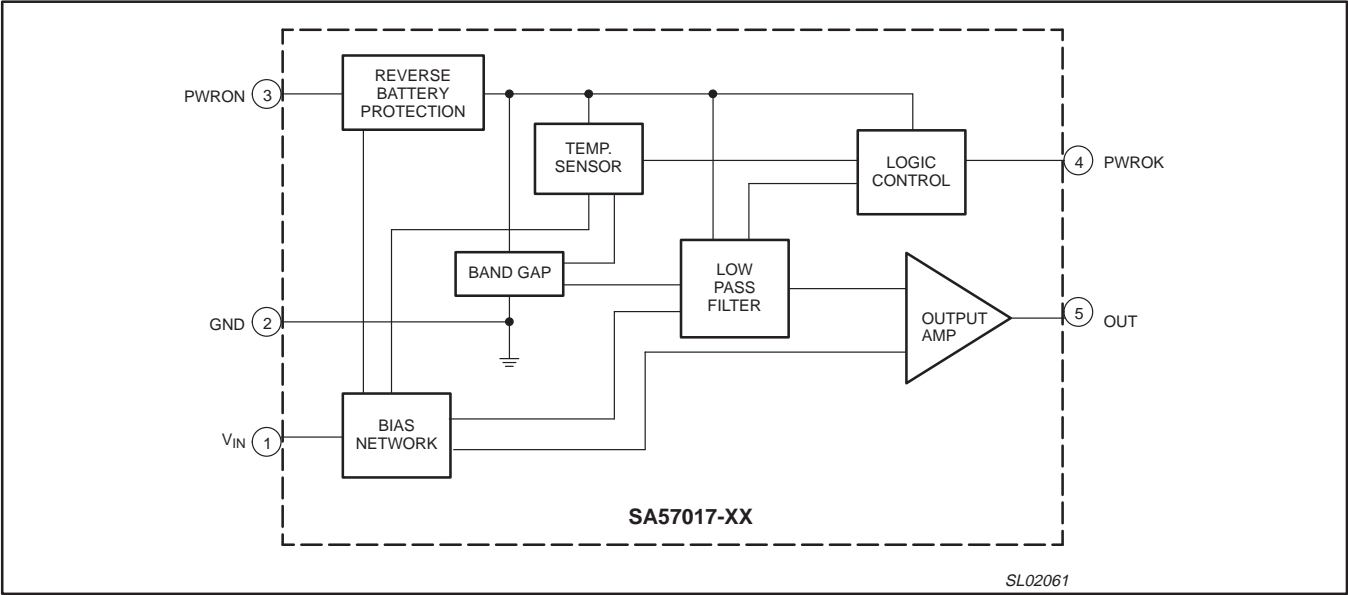 REVERSE
BATTERY
PROTECTION
PWRON 3
TEMP.
SENSOR
LOGIC
CONTROL
4 PWROK
BAND GAP
LOW
PASS
FILTER
GND 2
OUTPUT
AMP
5 OUT
BIAS
NETWORK
VIN 1
SA57017-XX
SL02061